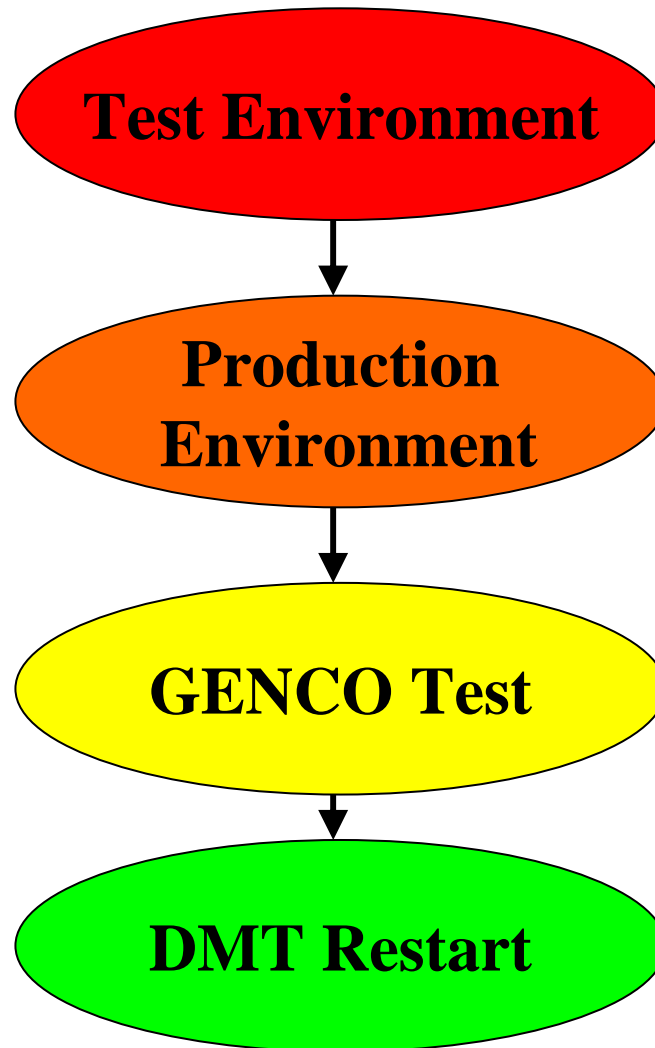 Test Environment
Production
Environment
GENCO Test
DMT Restart